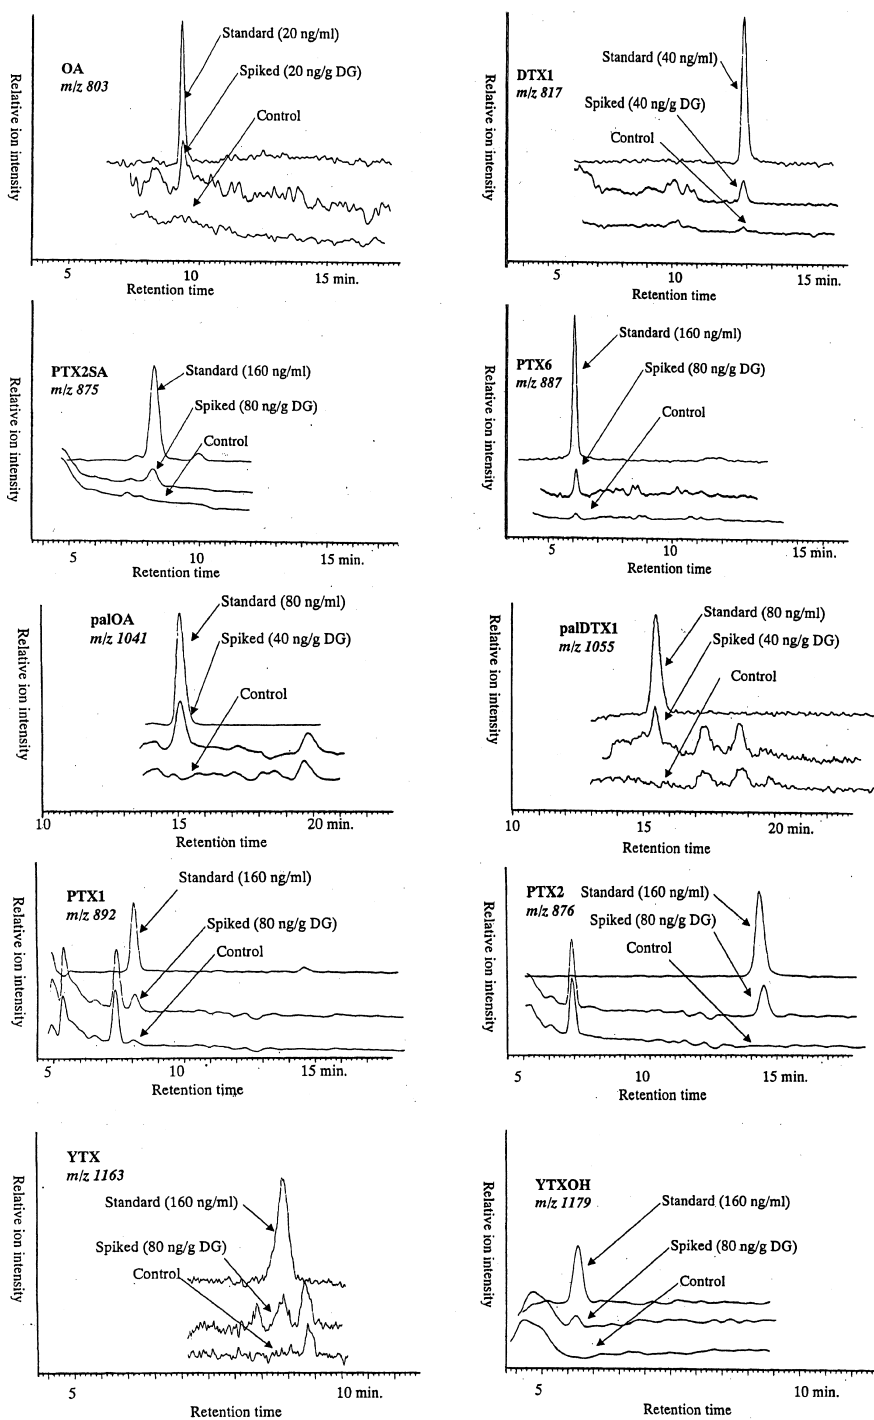 Relative ion intensity
OA
m/z 803
Standard (20 ng/ml)
Spiked (20 ng/g DG)
Control
5 10 15 min.
Retention time
Relative ion intensity
DTX1
m/z 817
Standard (40 ng/ml)
Spiked (40 ng/g DG)
Control
5 10 15 min.
Retention time
Relative ion intensity
PTX2SA
m/z 875
Standard (160 ng/ml)
Spiked (80 ng/g DG)
Control
5 10 15 min.
Retention time
Relative ion intensity
PTX6
m/z 887
Standard (160 ng/ml)
Spiked (80 ng/g DG)
Control
5 10 15 min.
Retention time
Relative ion intensity
palOA
m/z 1041
Standard (80 ng/ml)
Spiked (40 ng/g DG)
Control
10 15 20 min.
Retention time
Relative ion intensity
palDTX1
m/z 1055
Standard (80 ng/ml)
Spiked (40 ng/g DG)
Control
10 15 20 min.
Retention time
Relative ion intensity
PTX1
m/z 892
Standard (160 ng/ml)
Spiked (80 ng/g DG)
Control
5 10 15 min.
Retention time
Relative ion intensity
PTX2
m/z 876
Standard (160 ng/ml)
Spiked (80 ng/g DG)
Control
5 10 15 min.
Retention time
Relative ion intensity
YTX
m/z 1163
Standard (160 ng/ml)
Spiked (80 ng/g DG)
Control
5 10 min.
Retention time
Relative ion intensity
YTXOH
m/z 1179
Standard (160 ng/ml)
Spiked (80 ng/g DG)
Control
5 10 min.
Retention time